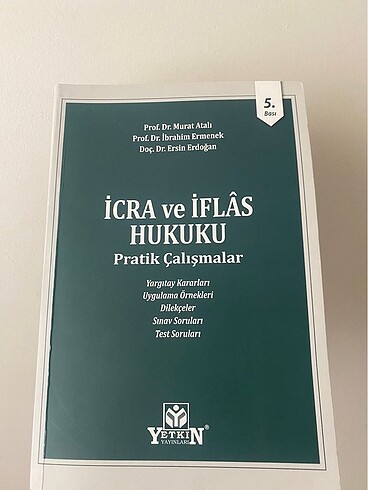 5.
Bası
Prof. Dr. Murat Atalı
Prof. Dr. İbrahim Ermenek
Doç. Dr. Ersin Erdoğan
İCRA ve İFLÂS
HUKUKU
Pratik Çalışmalar
Yargıtay Kararları
Uygulama Örnekleri
Dilekçeler
Sınav Soruları
Test Soruları
YETKİN®
YAYINLARI